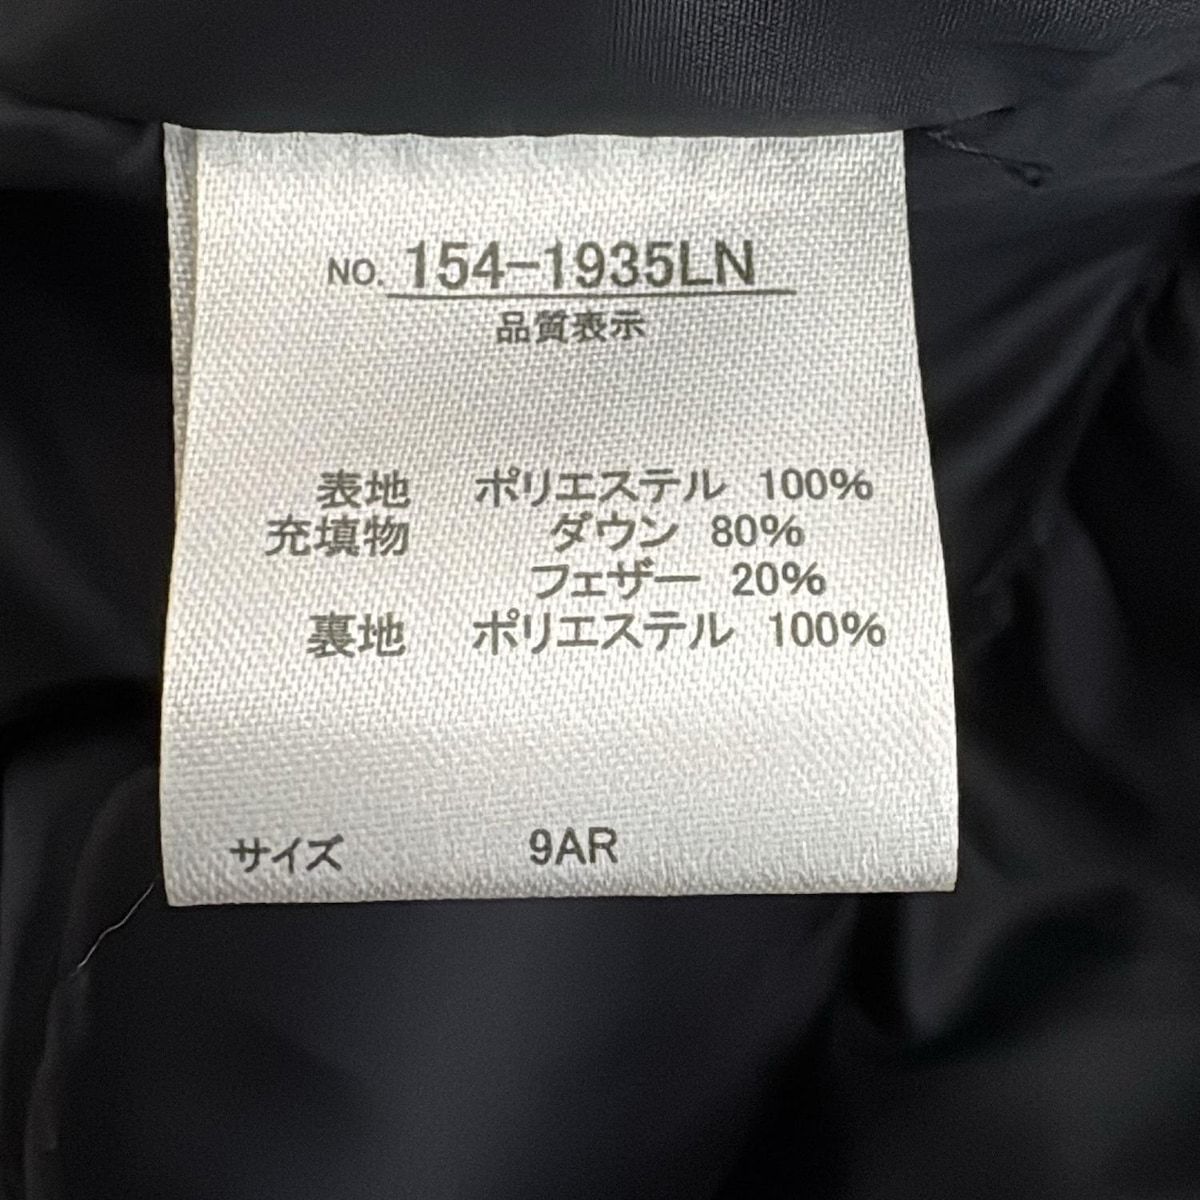 NO. 154-1935LN
品質表示
表地 ポリエステル 100%
充填物 ダウン 80%
フェザー 20%
裏地 ポリエステル 100%
サイズ 9AR